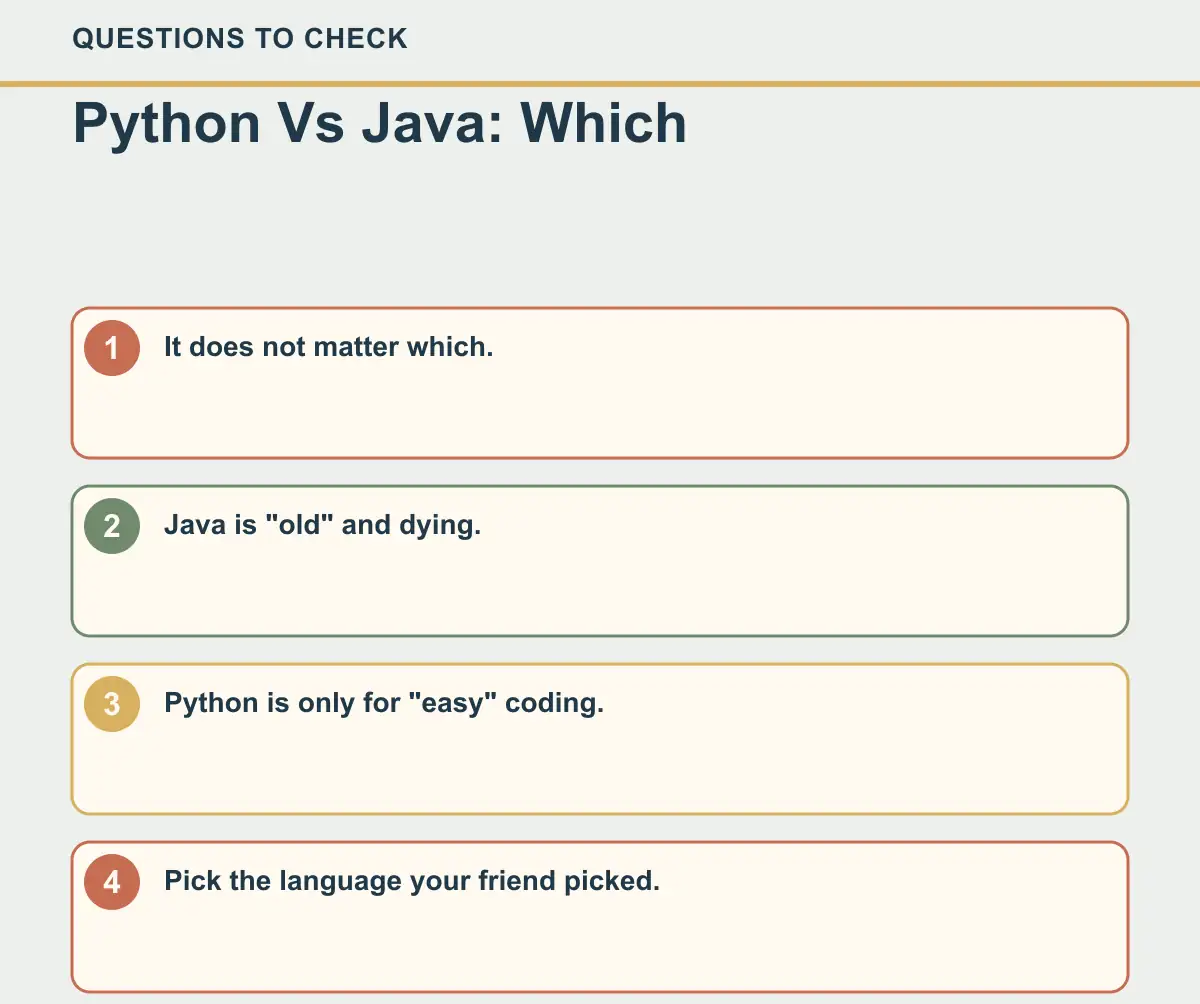 QUESTIONS TO CHECK
Python Vs Java: Which
1 It does not matter which.
2 Java is "old" and dying.
3 Python is only for "easy" coding.
4 Pick the language your friend picked.